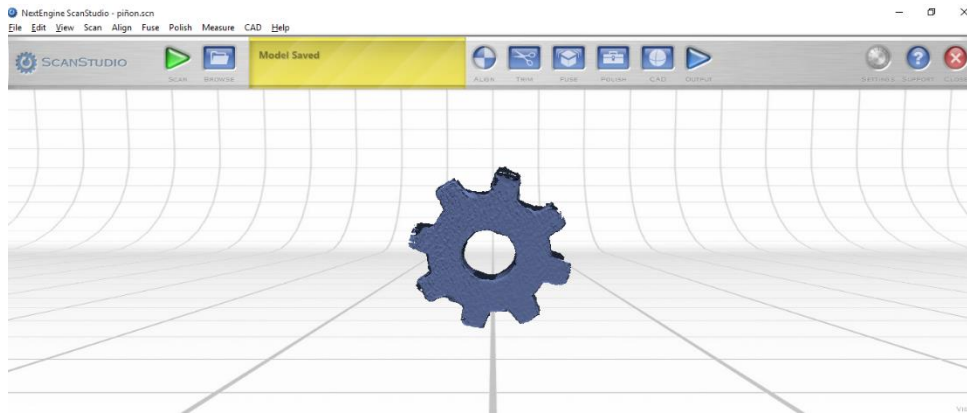 NextEngine ScanStudio - piñon.scn
File Edit View Scan Align Fuse Polish Measure CAD Help
SCANSTUDIO
SCAN BROWSE
Model Saved
ALIGN TRIM FUSE POLISH CAD OUTPUT
SETTINGS SUPPORT CLOSE